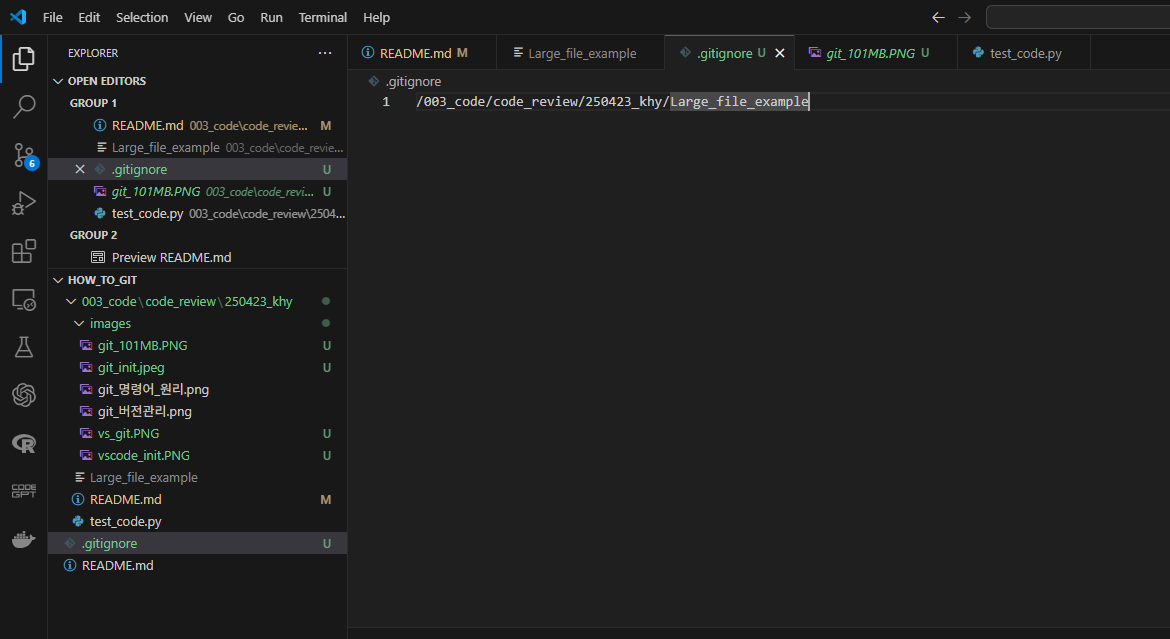 File Edit Selection View Go Run Terminal Help
EXPLORER ...
README.md M Large_file_example .gitignore U git_101MB.PNG U test_code.py
OPEN EDITORS
GROUP 1
README.md 003_code\code_revie... M
Large_file_example 003_code\code_revie...
.gitignore U
git_101MB.PNG 003_code\code_revi... U
test_code.py 003_code\code_review\2504...
GROUP 2
Preview README.md
HOW_TO_GIT
003_code\code_review\250423_khy
images
git_101MB.PNG U
git_init.jpeg U
git_명령어_원리.png
git_버전관리.png
vs_git.PNG U
vscode_init.PNG U
Large_file_example
README.md M
test_code.py
.gitignore U
README.md
6
R
CODE
GPT
.gitignore
1 /003_code/code_review/250423_khy/Large_file_example